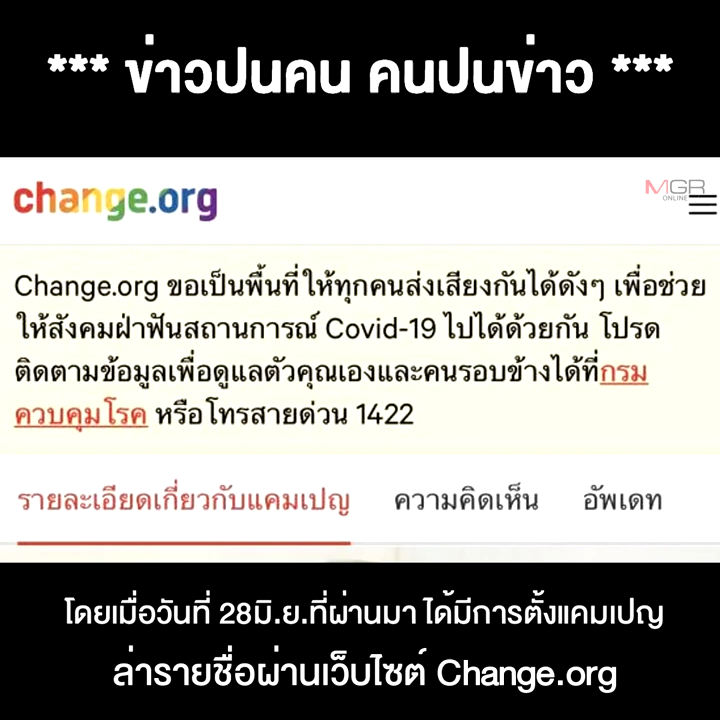 *** ข่าวปนคน คนปนข่าว ***
change.org
MGR
ONLINE
Change.org ขอเป็นพื้นที่ให้ทุกคนส่งเสียงกันได้ดังๆ เพื่อช่วย
ให้สังคมฝ่าฟันสถานการณ์ Covid-19 ไปได้ด้วยกัน โปรด
ติดตามข้อมูลเพื่อดูแลตัวคุณเองและคนรอบข้างได้ที่กรม
ควบคุมโรค หรือโทรสายด่วน 1422
รายละเอียดเกี่ยวกับแคมเปญ ความคิดเห็น อัพเดท
โดยเมื่อวันที่ 28มิ.ย.ที่ผ่านมา ได้มีการตั้งแคมเปญ
ล่ารายชื่อผ่านเว็บไซต์ Change.org